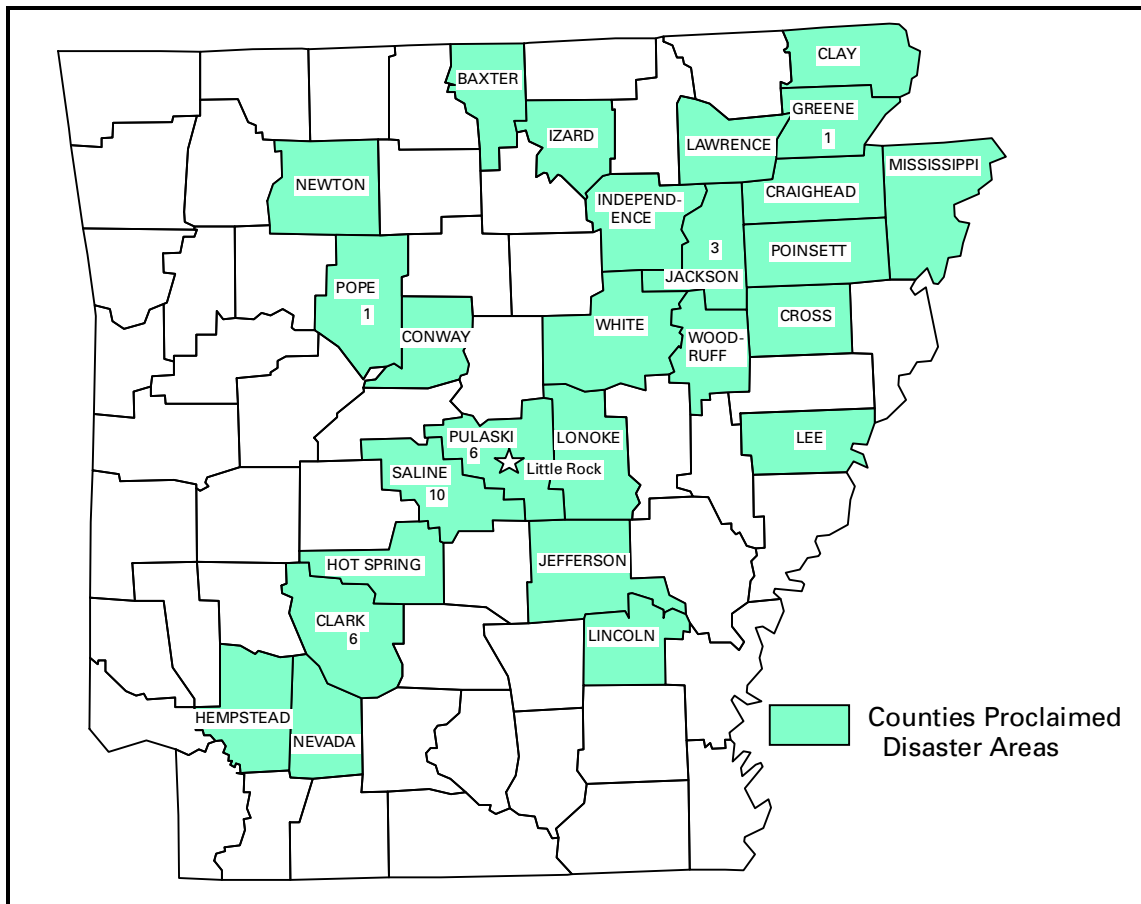 CLAY
BAXTER
GREENE
1
IZARD
LAWRENCE
MISSISSIPPI
NEWTON
CRAIGHEAD
INDEPEND-
ENCE
3
POINSETT
JACKSON
POPE
1
CONWAY
WHITE
CROSS
WOOD-
RUFF
PULASKI
6
LONOKE
LEE
Little Rock
SALINE
10
HOT SPRING
JEFFERSON
CLARK
6
LINCOLN
HEMPSTEAD
NEVADA
Counties Proclaimed
Disaster Areas